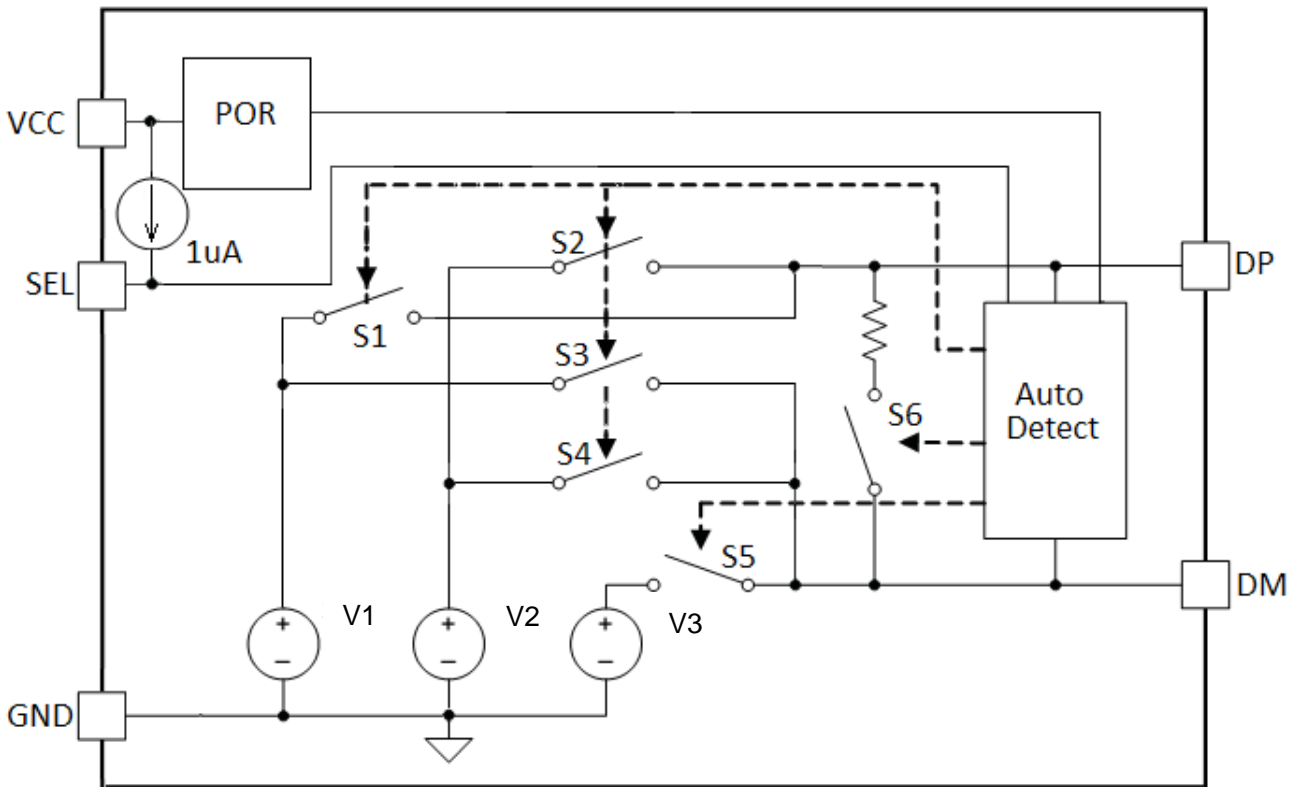 VCC
POR
1uA
SEL
S2
DP
S1
S3
Auto
Detect
S6
S4
S5
DM
V1
V2
V3
+
+
+
−
−
−
GND